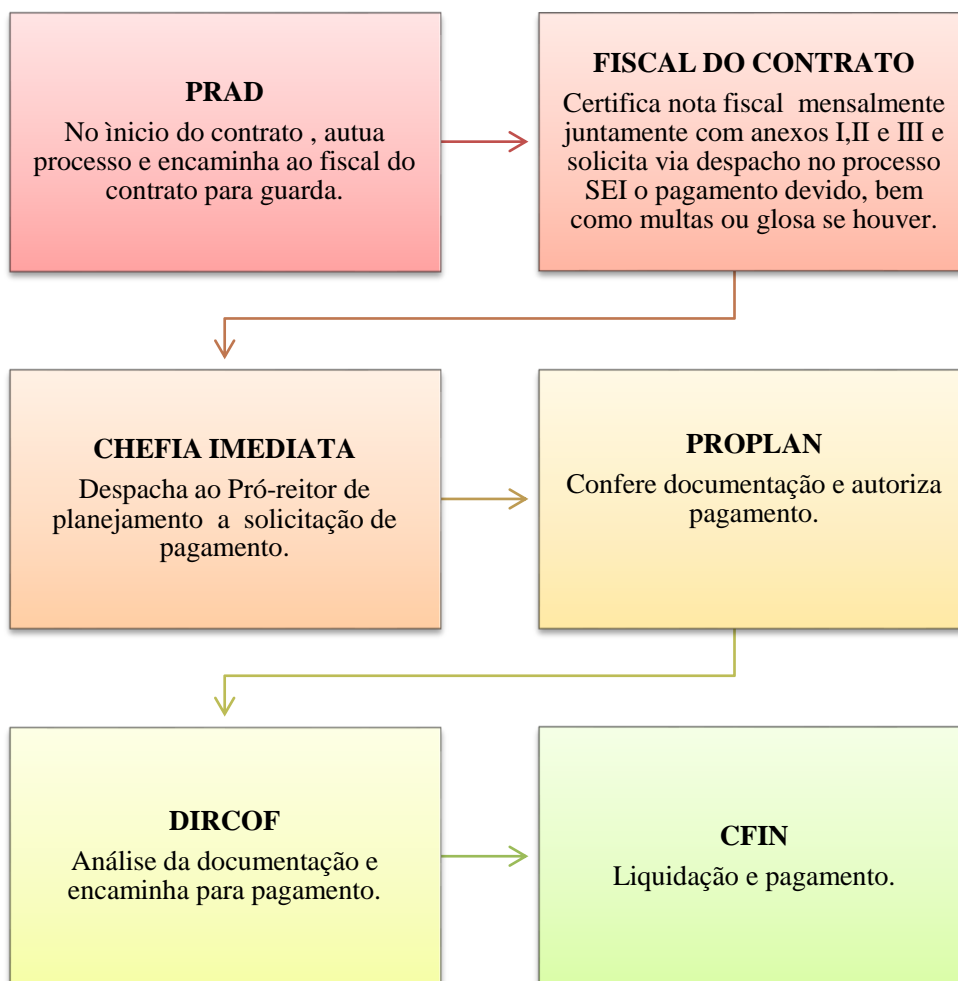 PRAD
No ìnicio do contrato , autua
processo e encaminha ao fiscal do
contrato para guarda.
FISCAL DO CONTRATO
Certifica nota fiscal mensalmente
juntamente com anexos I,II e III e
solicita via despacho no processo
SEI o pagamento devido, bem
como multas ou glosa se houver.
CHEFIA IMEDIATA
Despacha ao Pró-reitor de
planejamento a solicitação de
pagamento.
PROPLAN
Confere documentação e autoriza
pagamento.
DIRCOF
Análise da documentação e
encaminha para pagamento.
CFIN
Liquidação e pagamento.